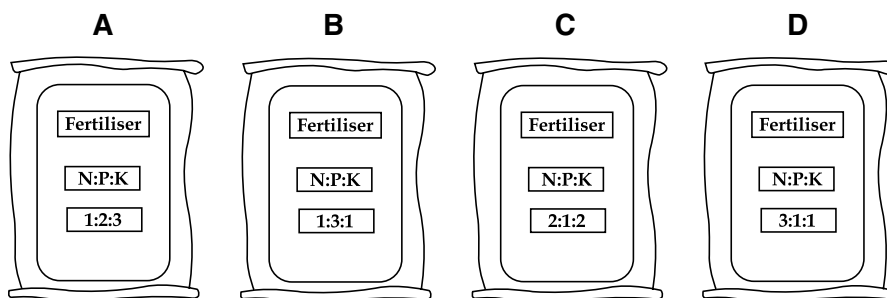 A B C D
Fertiliser Fertiliser Fertiliser Fertiliser
N:P:K N:P:K N:P:K N:P:K
1:2:3 1:3:1 2:1:2 3:1:1